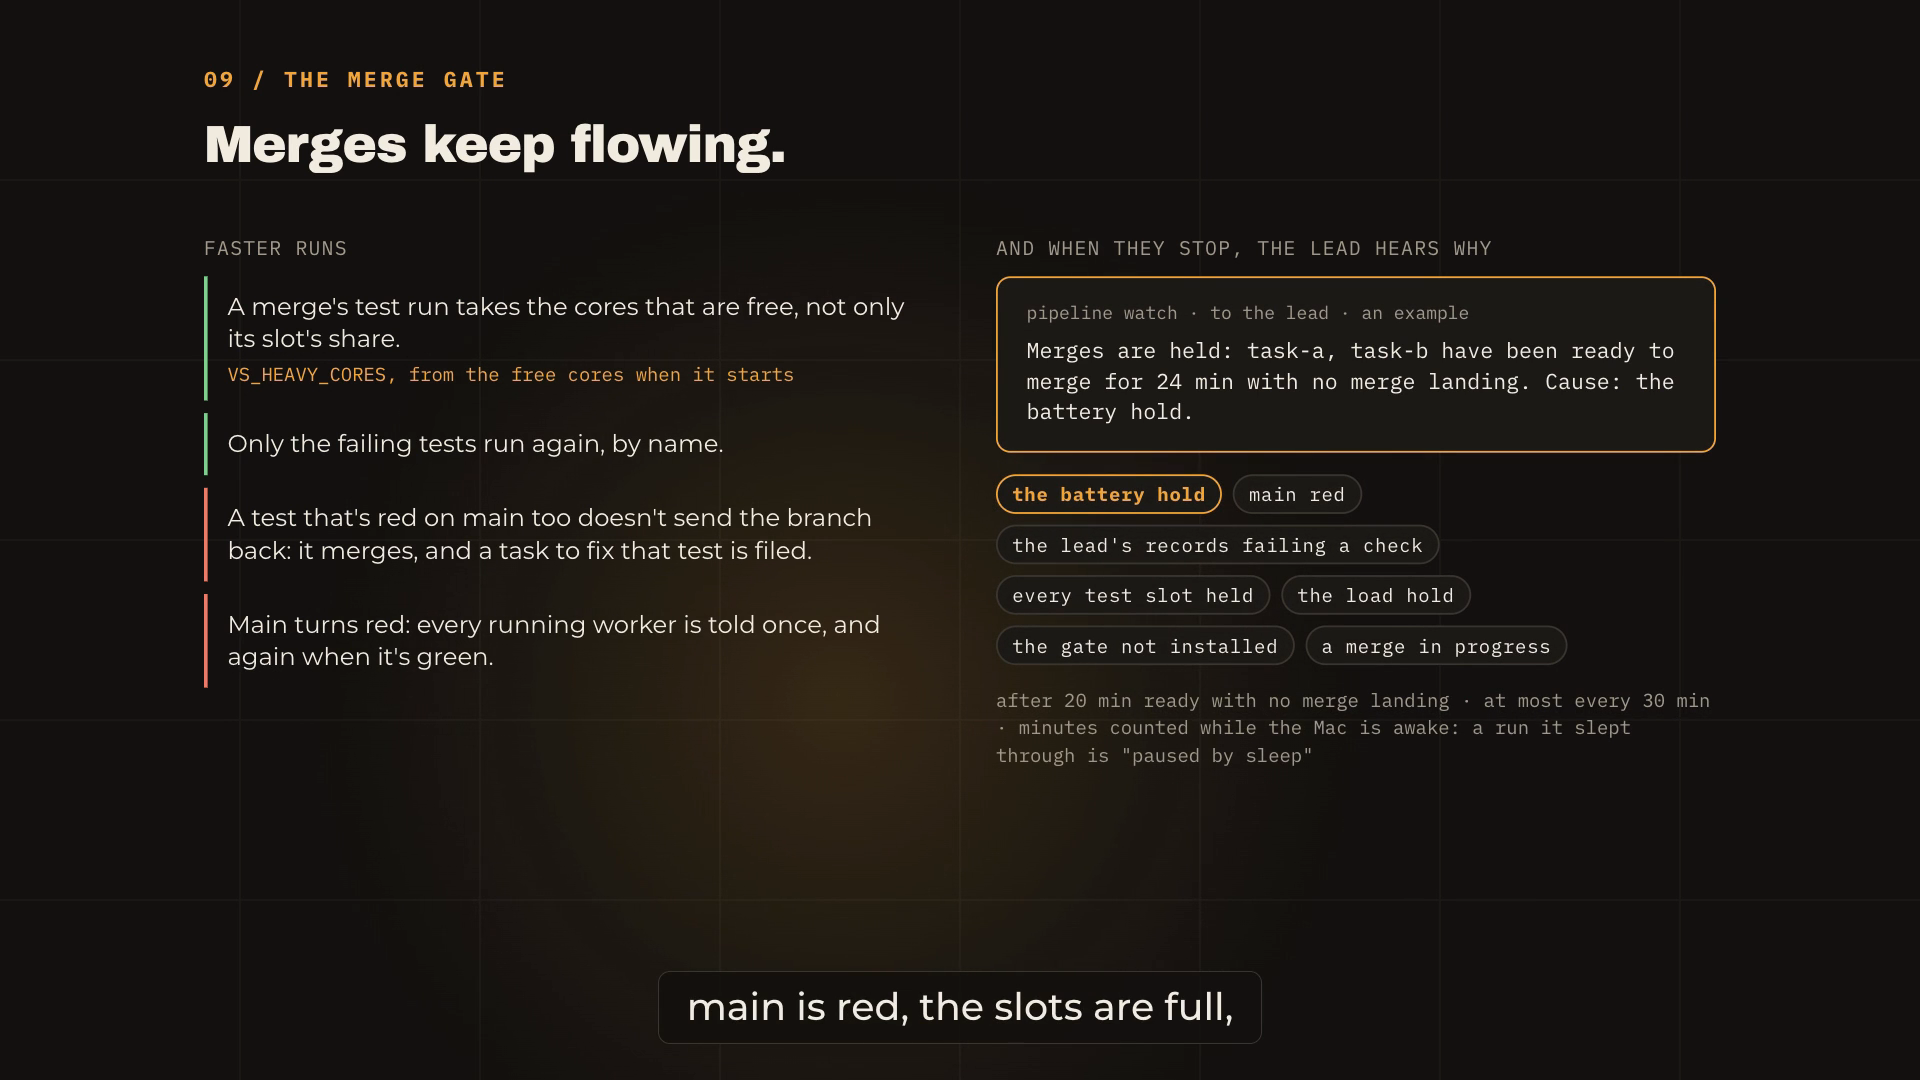 09 / THE MERGE GATE
Merges keep flowing.
FASTER RUNS
A merge's test run takes the cores that are free, not only
its slot's share.
VS_HEAVY_CORES, from the free cores when it starts
Only the failing tests run again, by name.
A test that's red on main too doesn't send the branch
back: it merges, and a task to fix that test is filed.
Main turns red: every running worker is told once, and
again when it's green.
AND WHEN THEY STOP, THE LEAD HEARS WHY
pipeline watch · to the lead · an example
Merges are held: task-a, task-b have been ready to
merge for 24 min with no merge landing. Cause: the
battery hold.
the battery hold
main red
the lead's records failing a check
every test slot held
the load hold
the gate not installed
a merge in progress
after 20 min ready with no merge landing · at most every 30 min
· minutes counted while the Mac is awake: a run it slept
through is "paused by sleep"
main is red, the slots are full,